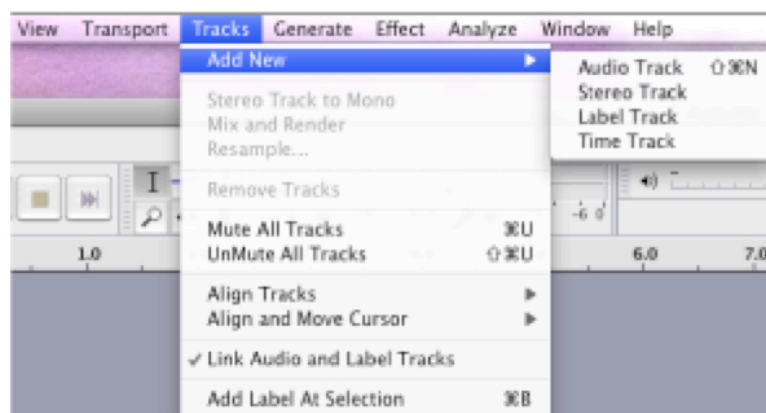 View Transport Tracks Generate Effect Analyze Window Help
Add New ▶
Audio Track ⇧⌘N
Stereo Track
Label Track
Time Track
Stereo Track to Mono
Mix and Render
Resample...
Remove Tracks
Mute All Tracks ⌘U
UnMute All Tracks ⇧⌘U
Align Tracks ▶
Align and Move Cursor ▶
✓ Link Audio and Label Tracks
Add Label At Selection ⌘B
-6 0
1.0 6.0 7.0